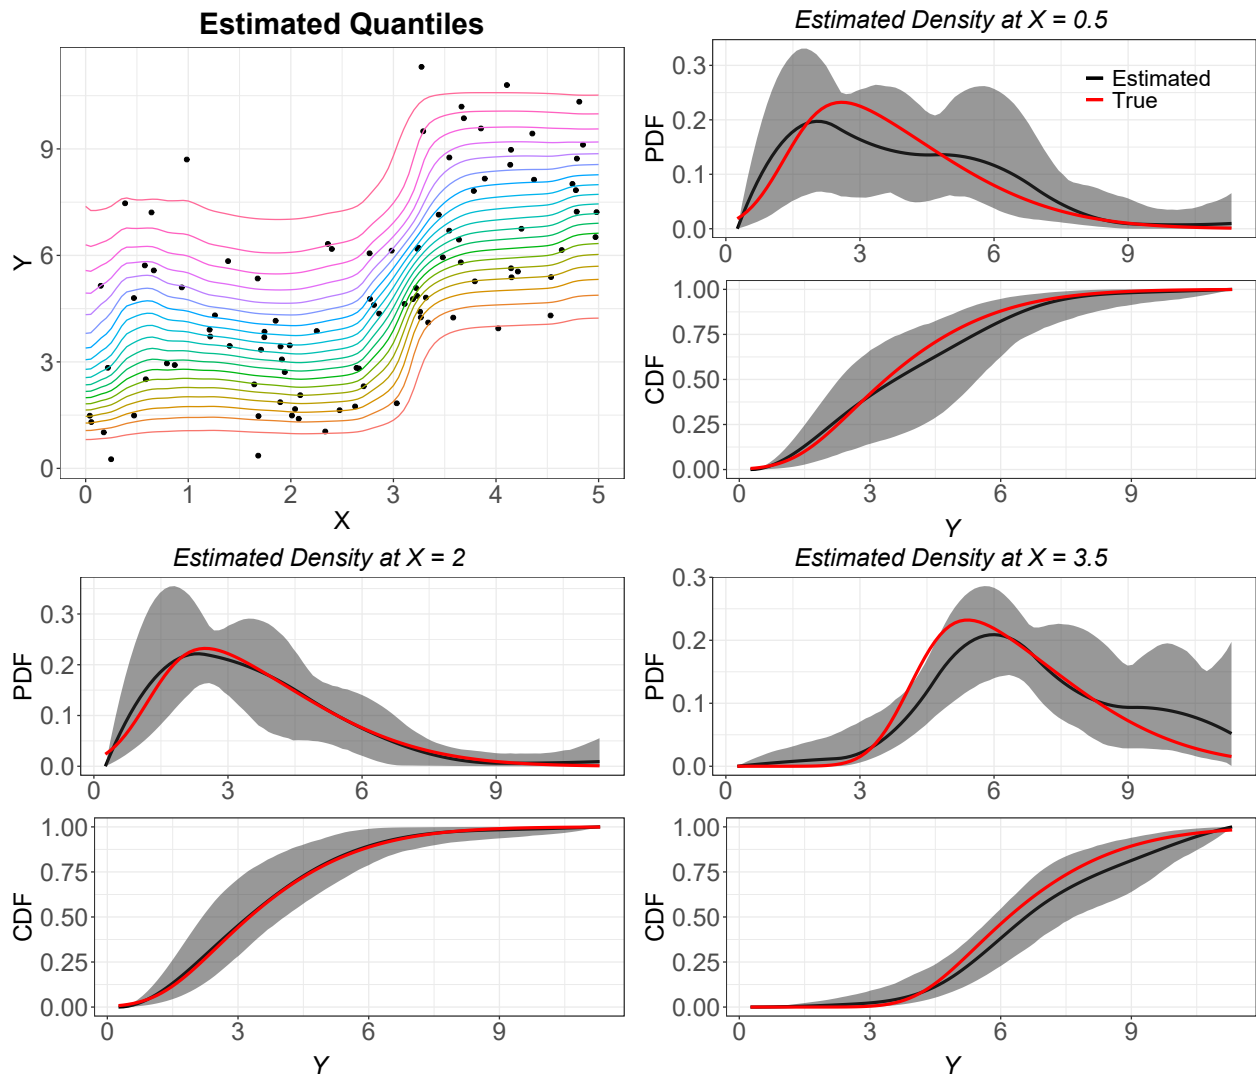 Estimated Quantiles
Y
9
6
3
0
0 1 2 3 4 5
X
Estimated Density at X = 0.5
PDF
0.3
0.2
0.1
0.0
Estimated
True
0 3 6 9
CDF
1.00
0.75
0.50
0.25
0.00
0 3 6 9
Y
Estimated Density at X = 2
PDF
0.3
0.2
0.1
0.0
0 3 6 9
CDF
1.00
0.75
0.50
0.25
0.00
0 3 6 9
Y
Estimated Density at X = 3.5
PDF
0.3
0.2
0.1
0.0
0 3 6 9
CDF
1.00
0.75
0.50
0.25
0.00
0 3 6 9
Y